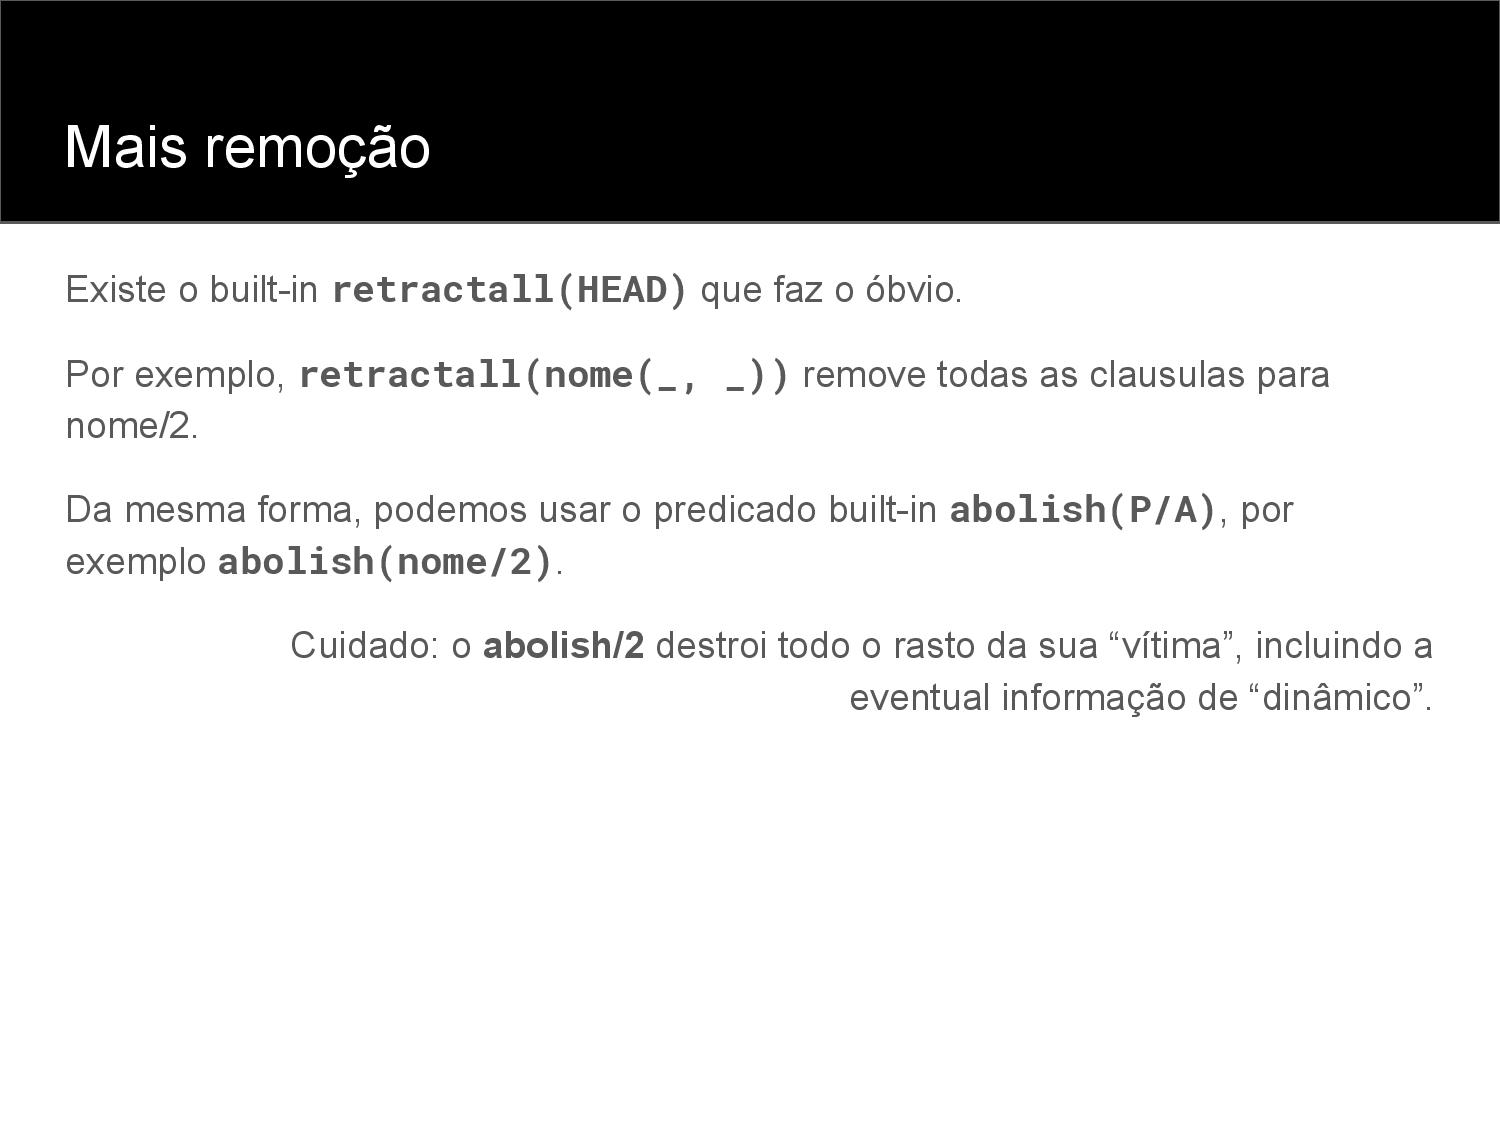 Mais remoção
Existe o built-in retractall(HEAD) que faz o óbvio.
Por exemplo, retractall(nome(_, _)) remove todas as clausulas para
nome/2.
Da mesma forma, podemos usar o predicado built-in abolish(P/A), por
exemplo abolish(nome/2).
Cuidado: o abolish/2 destroi todo o rasto da sua “vítima”, incluindo a
eventual informação de “dinâmico”.